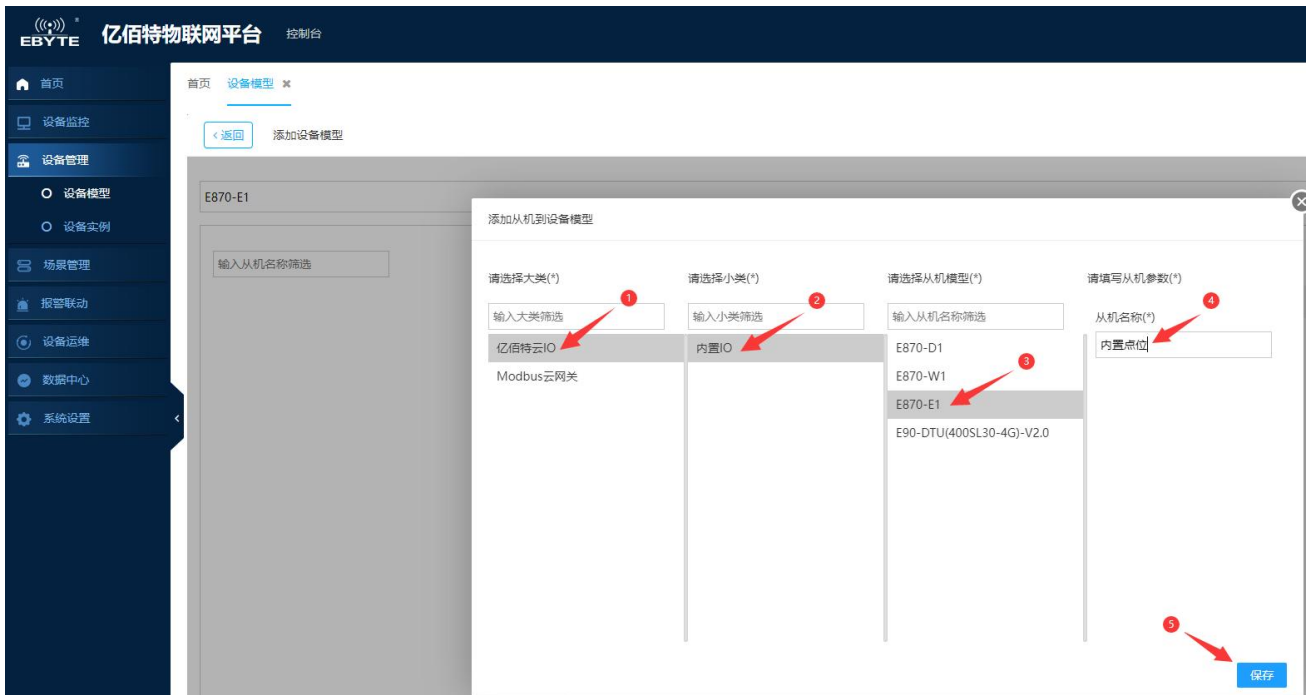 EBYTE ® 亿佰特物联网平台 控制台
首页
设备监控
设备管理
设备模型
设备实例
场景管理
报警联动
设备运维
数据中心
系统设置
首页 设备模型
返回 添加设备模型
E870-E1
输入从机名称筛选
添加从机到设备模型
请选择大类(*) 请选择小类(*) 请选择从机模型(*) 请填写从机参数(*)
1 2 4
输入大类筛选 输入小类筛选 输入从机名称筛选 从机名称(*)
亿佰特云IO 内置IO E870-D1 内置点位
3
Modbus云网关 E870-W1
E870-E1
E90-DTU(400SL30-4G)-V2.0
5
保存